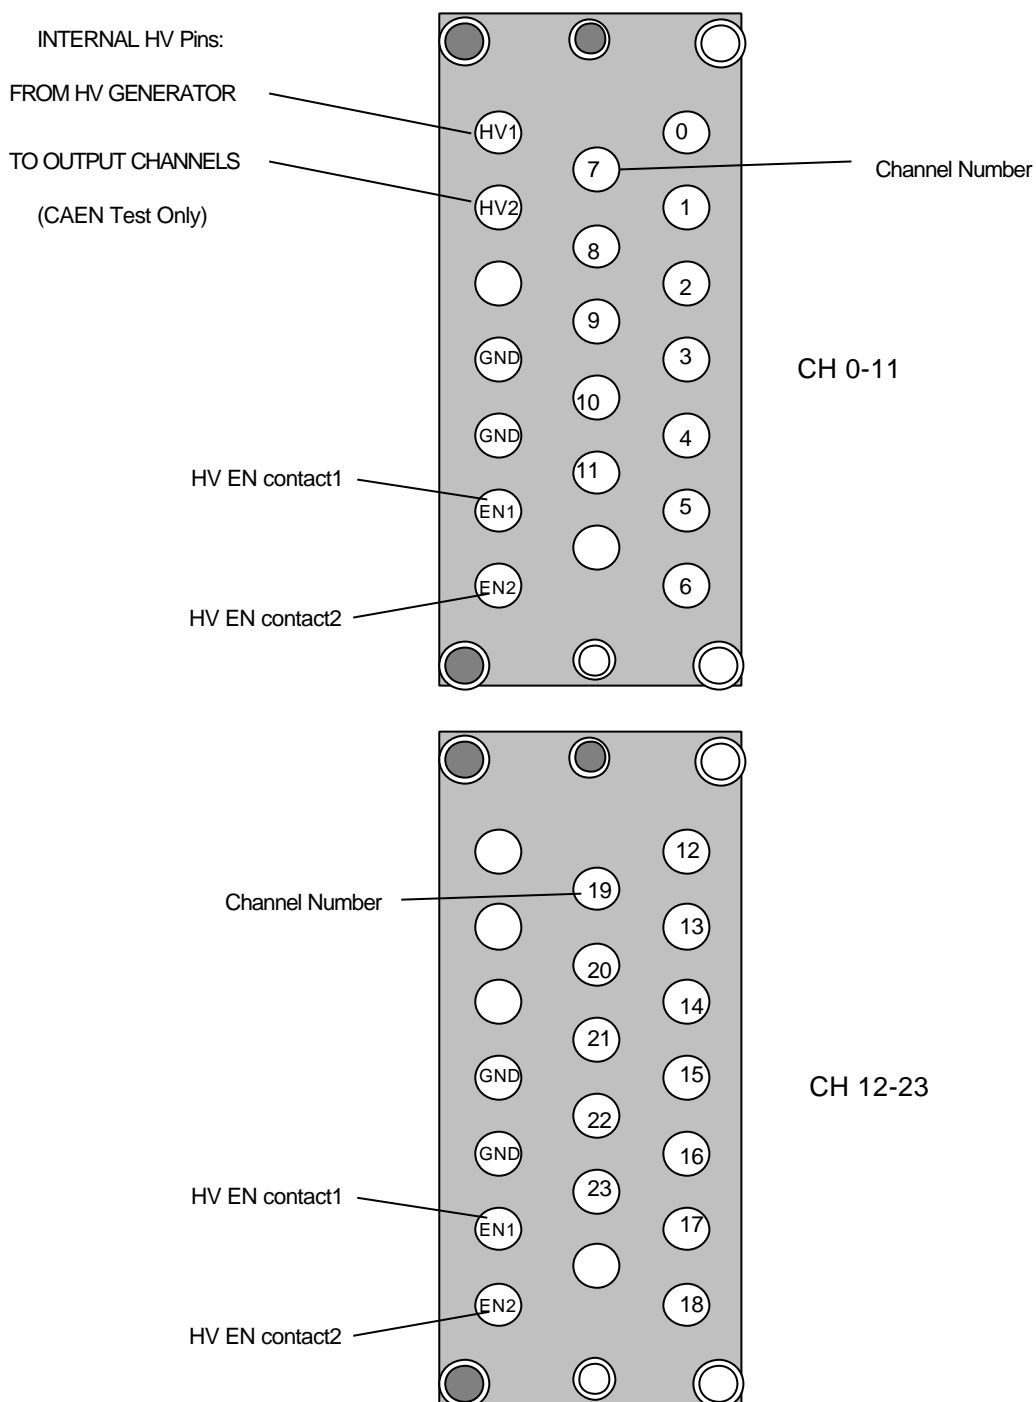 INTERNAL HV Pins:
FROM HV GENERATOR
HV1
0
7
TO OUTPUT CHANNELS
Channel Number
(CAEN Test Only)
HV2
1
8
2
9
GND
3
CH 0-11
10
GND
4
HV EN contact1
11
EN1
5
EN2
6
HV EN contact2
12
Channel Number
19
13
20
14
21
GND
15
CH 12-23
22
GND
16
HV EN contact1
23
EN1
17
EN2
18
HV EN contact2